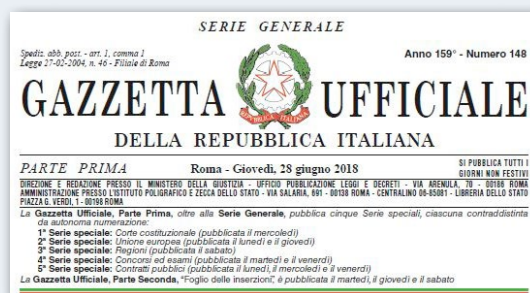 SERIE GENERALE
Spediz. abb. post. - art. 1, comma 1
Legge 27-02-2004, n. 46 - Filiale di Roma
Anno 159° - Numero 148
GAZZETTA UFFICIALE
REPVBBLICA ITALIANA
DELLA REPUBBLICA ITALIANA
PARTE PRIMA
Roma - Giovedì, 28 giugno 2018
SI PUBBLICA TUTTI I
GIORNI NON FESTIVI
DIREZIONE E REDAZIONE PRESSO IL MINISTERO DELLA GIUSTIZIA - UFFICIO PUBBLICAZIONE LEGGI E DECRETI - VIA ARENULA, 70 - 00186 ROMA
AMMINISTRAZIONE PRESSO L'ISTITUTO POLIGRAFICO E ZECCA DELLO STATO - VIA SALARIA, 691 - 00138 ROMA - CENTRALINO 06-85081 - LIBRERIA DELLO STATO
PIAZZA G. VERDI, 1 - 00198 ROMA
La Gazzetta Ufficiale, Parte Prima, oltre alla Serie Generale, pubblica cinque Serie speciali, ciascuna contraddistinta
da autonoma numerazione:
1ª Serie speciale: Corte costituzionale (pubblicata il mercoledì)
2ª Serie speciale: Unione europea (pubblicata il lunedì e il giovedì)
3ª Serie speciale: Regioni (pubblicata il sabato)
4ª Serie speciale: Concorsi ed esami (pubblicata il martedì e il venerdì)
5ª Serie speciale: Contratti pubblici (pubblicata il lunedì, il mercoledì e il venerdì)
La Gazzetta Ufficiale, Parte Seconda, "Foglio delle inserzioni", è pubblicata il martedì, il giovedì e il sabato